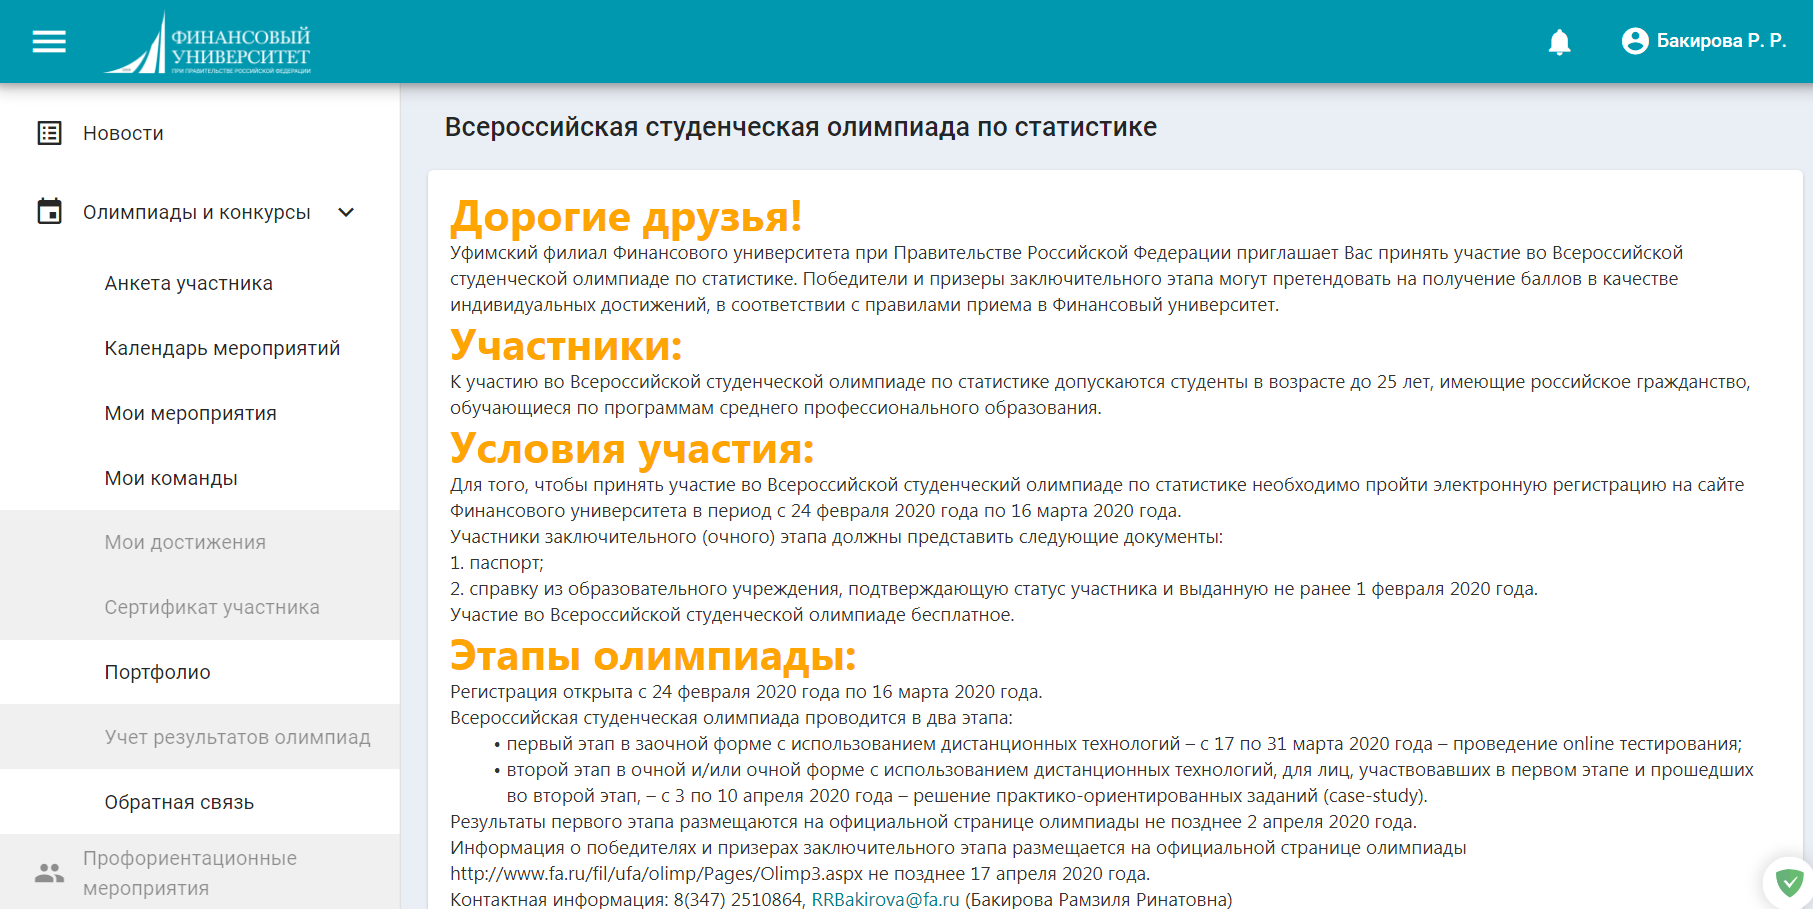 ФИНАНСОВЫЙ
УНИВЕРСИТЕТ
ПРИ ПРАВИТЕЛЬСТВЕ РОССИЙСКОЙ ФЕДЕРАЦИИ
Бакирова Р. Р.
Новости
Олимпиады и конкурсы
Анкета участника
Календарь мероприятий
Мои мероприятия
Мои команды
Мои достижения
Сертификат участника
Портфолио
Учет результатов олимпиад
Обратная связь
Профориентационные
мероприятия
Всероссийская студенческая олимпиада по статистике
Дорогие друзья!
Уфимский филиал Финансового университета при Правительстве Российской Федерации приглашает Вас принять участие во Всероссийской
студенческой олимпиаде по статистике. Победители и призеры заключительного этапа могут претендовать на получение баллов в качестве
индивидуальных достижений, в соответствии с правилами приема в Финансовый университет.
Участники:
К участию во Всероссийской студенческой олимпиаде по статистике допускаются студенты в возрасте до 25 лет, имеющие российское гражданство,
обучающиеся по программам среднего профессионального образования.
Условия участия:
Для того, чтобы принять участие во Всероссийской студенческий олимпиаде по статистике необходимо пройти электронную регистрацию на сайте
Финансового университета в период с 24 февраля 2020 года по 16 марта 2020 года.
Участники заключительного (очного) этапа должны представить следующие документы:
1. паспорт;
2. справку из образовательного учреждения, подтверждающую статус участника и выданную не ранее 1 февраля 2020 года.
Участие во Всероссийской студенческой олимпиаде бесплатное.
Этапы олимпиады:
Регистрация открыта с 24 февраля 2020 года по 16 марта 2020 года.
Всероссийская студенческая олимпиада проводится в два этапа:
• первый этап в заочной форме с использованием дистанционных технологий – с 17 по 31 марта 2020 года – проведение online тестирования;
• второй этап в очной и/или очной форме с использованием дистанционных технологий, для лиц, участвовавших в первом этапе и прошедших
во второй этап, – с 3 по 10 апреля 2020 года – решение практико-ориентированных заданий (case-study).
Результаты первого этапа размещаются на официальной странице олимпиады не позднее 2 апреля 2020 года.
Информация о победителях и призерах заключительного этапа размещается на официальной странице олимпиады
http://www.fa.ru/fil/ufa/olimp/Pages/Olimp3.aspx не позднее 17 апреля 2020 года.
Контактная информация: 8(347) 2510864, RRBakirova@fa.ru (Бакирова Рамзиля Ринатовна)